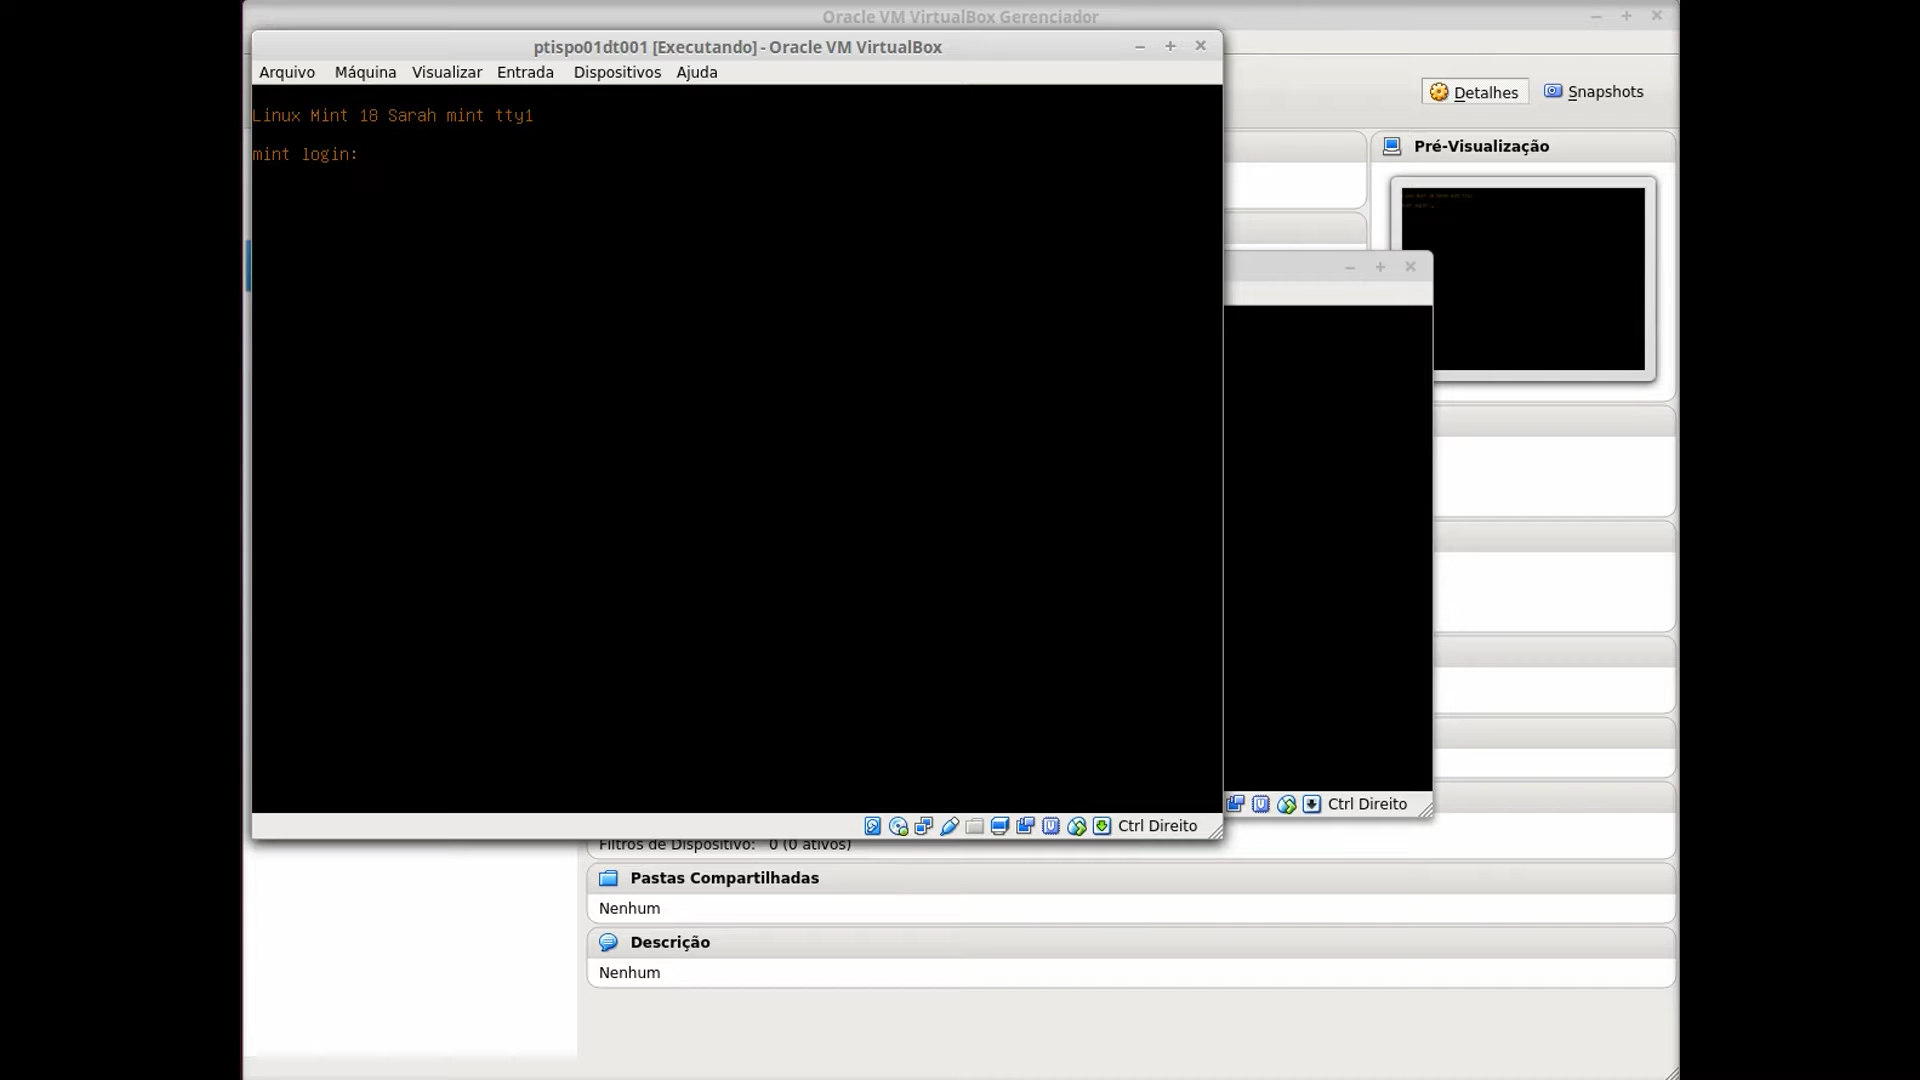 Oracle VM VirtualBox Gerenciador
ptispo01dt001 [Executando] - Oracle VM VirtualBox
Arquivo Máquina Visualizar Entrada Dispositivos Ajuda
Detalhes Snapshots
Linux Mint 18 Sarah mint tty1
mint login:
Pré-Visualização
Ctrl Direito
Ctrl Direito
Filtros de Dispositivo: 0 (0 ativos)
Pastas Compartilhadas
Nenhum
Descrição
Nenhum